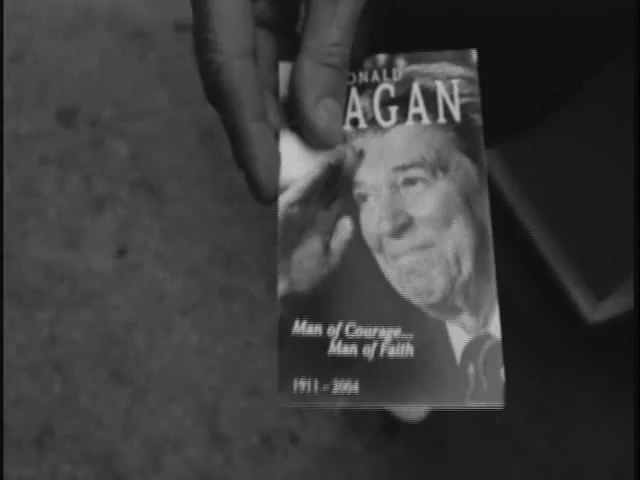 ONALD
AGAN
Man of Courage...
Man of Faith
1911 - 2004